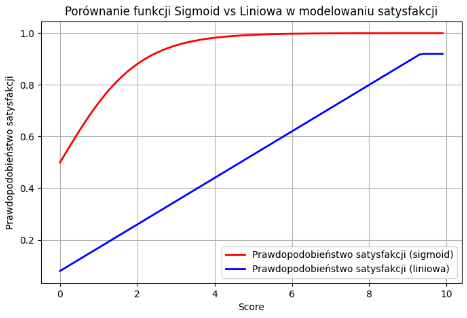 Porównanie funkcji Sigmoid vs Liniowa w modelowaniu satysfakcji
Prawdopodobieństwo satysfakcji
1.0
0.8
0.6
0.4
0.2
Prawdopodobieństwo satysfakcji (sigmoid)
Prawdopodobieństwo satysfakcji (liniowa)
0 2 4 6 8 10
Score